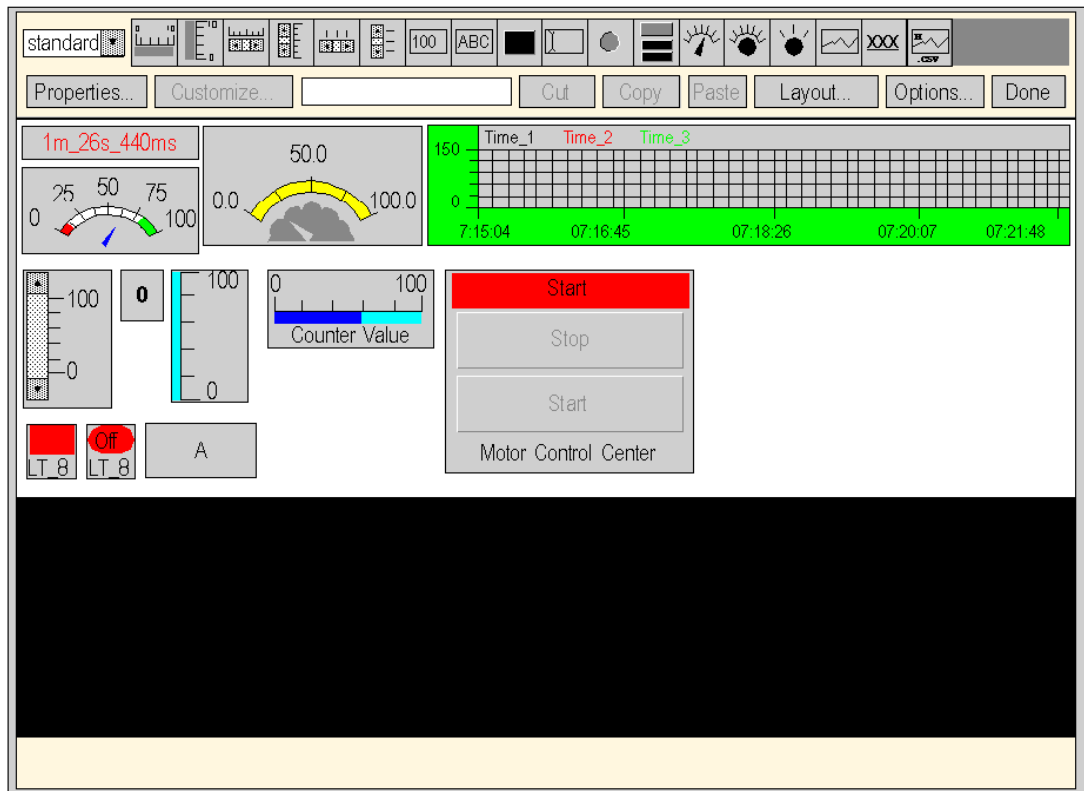 standard 100 ABC XXX .csv
Properties... Customize... Cut Copy Paste Layout... Options... Done
1m_26s_440ms
0 25 50 75 100
0.0 50.0 100.0
Time_1 Time_2 Time_3
150
0
7:15:04 07:16:45 07:18:26 07:20:07 07:21:48
100
0
0
100
0
0 100
Counter Value
Start
Stop
Start
Motor Control Center
LT_8
Off
LT_8
A